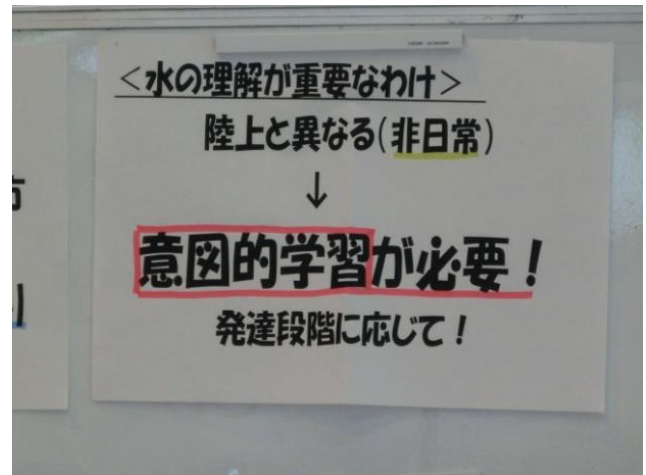 ＜水の理解が重要なわけ＞
陸上と異なる(非日常)
↓
意図的学習が必要！
発達段階に応じて！